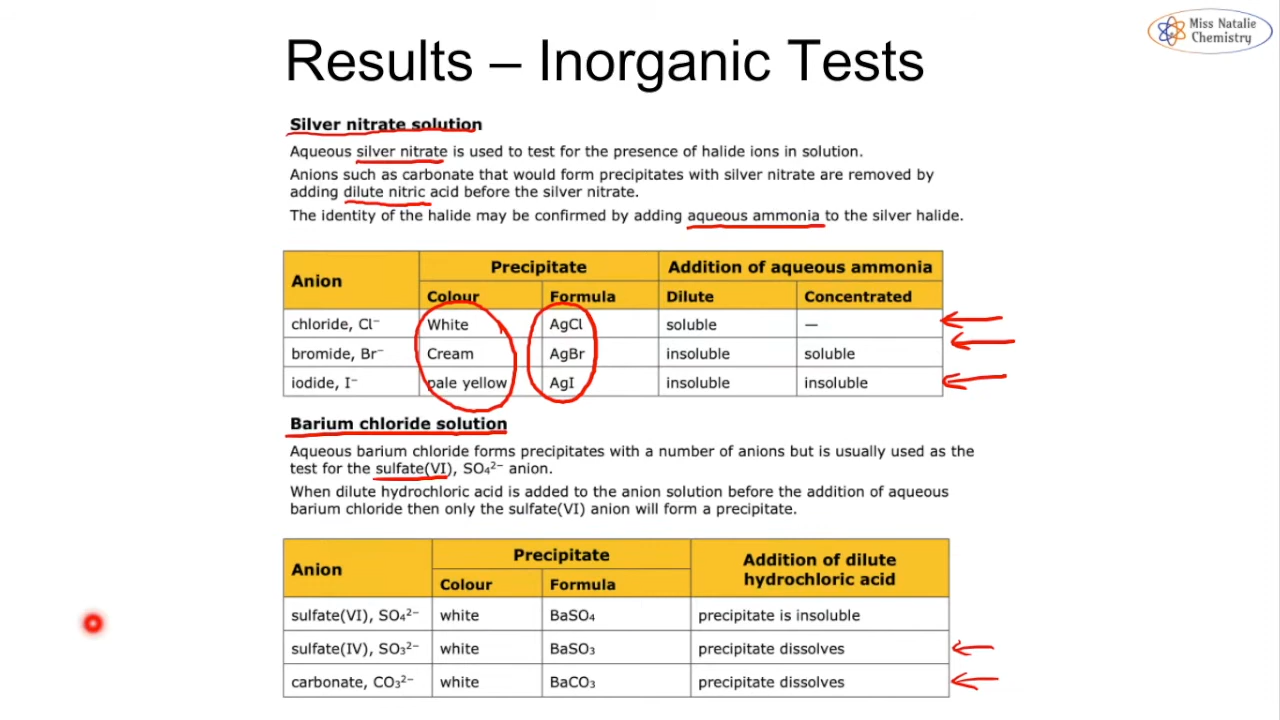 Miss Natalie
Chemistry
Results – Inorganic Tests
Silver nitrate solution
Aqueous silver nitrate is used to test for the presence of halide ions in solution.
Anions such as carbonate that would form precipitates with silver nitrate are removed by
adding dilute nitric acid before the silver nitrate.
The identity of the halide may be confirmed by adding aqueous ammonia to the silver halide.
Anion Precipitate Addition of aqueous ammonia
Colour Formula Dilute Concentrated
chloride, Cl⁻ White AgCl soluble —
bromide, Br⁻ Cream AgBr insoluble soluble
iodide, I⁻ pale yellow AgI insoluble insoluble
Barium chloride solution
Aqueous barium chloride forms precipitates with a number of anions but is usually used as the
test for the sulfate(VI), SO₄²⁻ anion.
When dilute hydrochloric acid is added to the anion solution before the addition of aqueous
barium chloride then only the sulfate(VI) anion will form a precipitate.
Anion Precipitate Addition of dilute
hydrochloric acid
Colour Formula
sulfate(VI), SO₄²⁻ white BaSO₄ precipitate is insoluble
sulfate(IV), SO₃²⁻ white BaSO₃ precipitate dissolves
carbonate, CO₃²⁻ white BaCO₃ precipitate dissolves